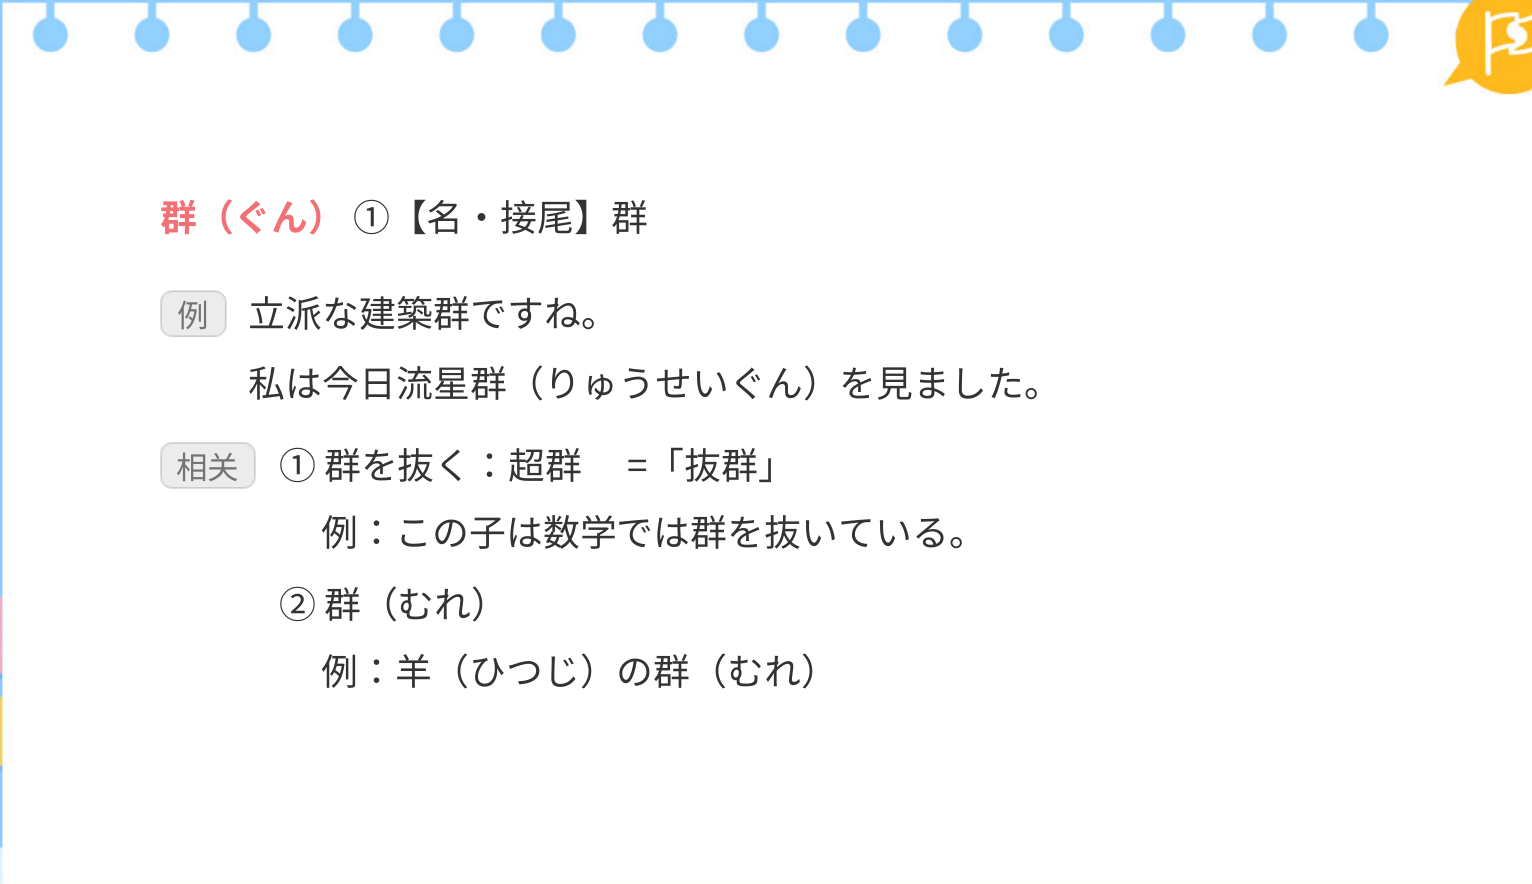 群（ぐん） ①【名・接尾】群
例 立派な建築群ですね。
私は今日流星群（りゅうせいぐん）を見ました。
相关 ① 群を抜く：超群 =「抜群」
例：この子は数学では群を抜いている。
② 群（むれ）
例：羊（ひつじ）の群（むれ）